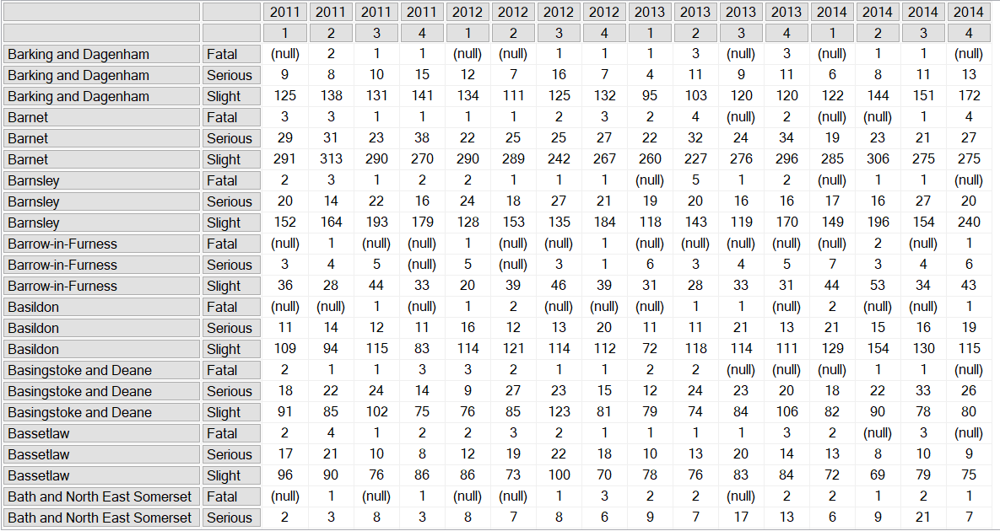 2011 2011 2011 2011 2012 2012 2012 2012 2013 2013 2013 2013 2014 2014 2014 2014
1 2 3 4 1 2 3 4 1 2 3 4 1 2 3 4
Barking and Dagenham Fatal (null) 2 1 1 (null) (null) 1 1 1 3 (null) 3 (null) 1 1 (null)
Barking and Dagenham Serious 9 8 10 15 12 7 16 7 4 11 9 11 6 8 11 13
Barking and Dagenham Slight 125 138 131 141 134 111 125 132 95 103 120 120 122 144 151 172
Barnet Fatal 3 3 1 1 1 1 2 3 2 4 (null) 2 (null) (null) 1 4
Barnet Serious 29 31 23 38 22 25 25 27 22 32 24 34 19 23 21 27
Barnet Slight 291 313 290 270 290 289 242 267 260 227 276 296 285 306 275 275
Barnsley Fatal 2 3 1 2 2 1 1 1 (null) 5 1 2 (null) 1 1 (null)
Barnsley Serious 20 14 22 16 24 18 27 21 19 20 16 16 17 16 27 20
Barnsley Slight 152 164 193 179 128 153 135 184 118 143 119 170 149 196 154 240
Barrow-in-Furness Fatal (null) 1 (null) (null) 1 (null) (null) 1 (null) (null) (null) (null) (null) 2 (null) 1
Barrow-in-Furness Serious 3 4 5 (null) 5 (null) 3 1 6 3 4 5 7 3 4 6
Barrow-in-Furness Slight 36 28 44 33 20 39 46 39 31 28 33 31 44 53 34 43
Basildon Fatal (null) (null) 1 (null) 1 2 (null) (null) (null) 1 1 (null) 2 (null) (null) 1
Basildon Serious 11 14 12 11 16 12 13 20 11 11 21 13 21 15 16 19
Basildon Slight 109 94 115 83 114 121 114 112 72 118 114 111 129 154 130 115
Basingstoke and Deane Fatal 2 1 1 3 3 2 1 1 2 2 (null) (null) (null) 1 1 (null)
Basingstoke and Deane Serious 18 22 24 14 9 27 23 15 12 24 23 20 18 22 33 26
Basingstoke and Deane Slight 91 85 102 75 76 85 123 81 79 74 84 106 82 90 78 80
Bassetlaw Fatal 2 4 1 2 2 3 2 1 1 1 1 3 2 (null) 3 (null)
Bassetlaw Serious 17 21 10 8 12 19 22 18 10 13 20 14 13 8 10 9
Bassetlaw Slight 96 90 76 86 86 73 100 70 78 76 83 84 72 69 79 75
Bath and North East Somerset Fatal (null) 1 (null) 1 (null) (null) 1 3 2 2 (null) 2 2 1 2 1
Bath and North East Somerset Serious 2 3 8 3 8 7 8 6 9 7 17 13 6 9 21 7